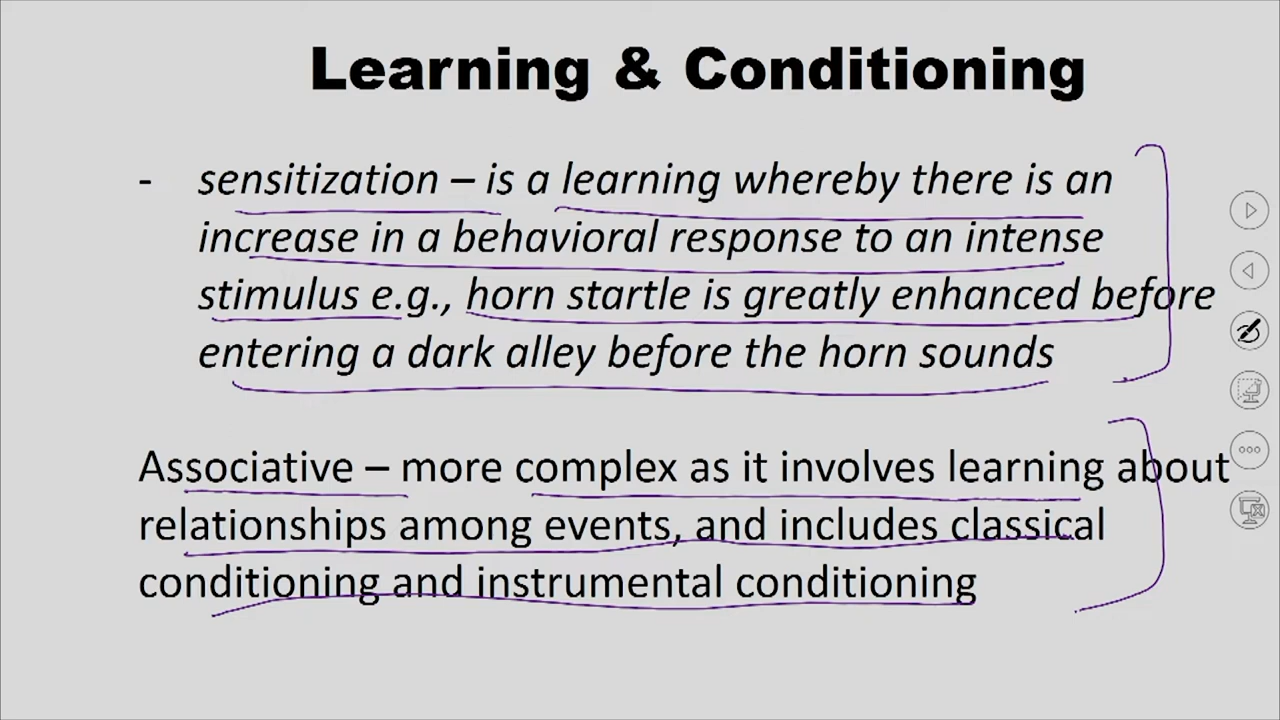 Learning & Conditioning
- sensitization – is a learning whereby there is an
increase in a behavioral response to an intense
stimulus e.g., horn startle is greatly enhanced before
entering a dark alley before the horn sounds
Associative – more complex as it involves learning about
relationships among events, and includes classical
conditioning and instrumental conditioning